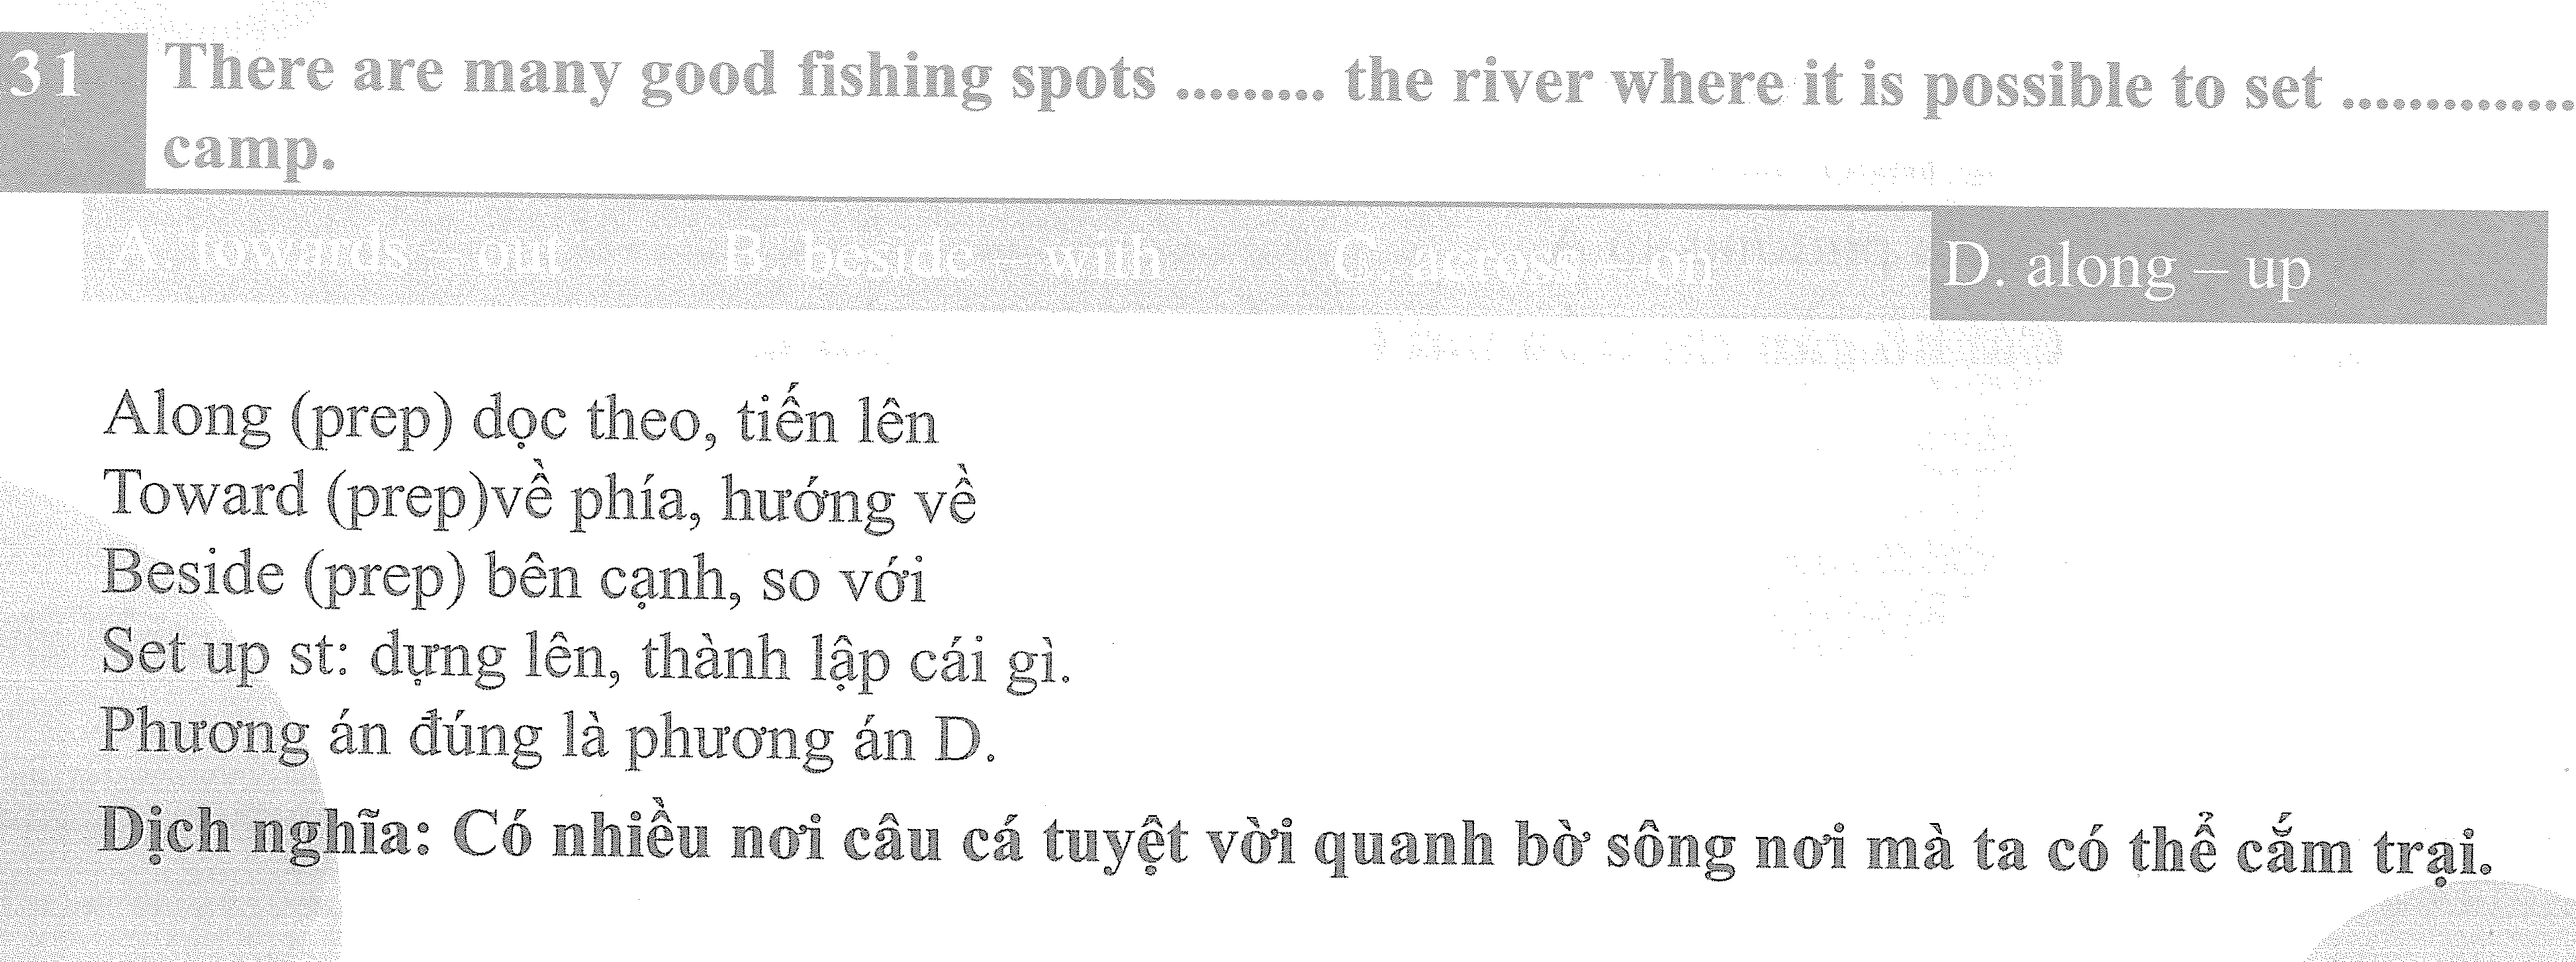 31 There are many good fishing spots ......... the river where it is possible to set ..............
camp.
A. towards – out B. beside – with C. across – on D. along – up
Along (prep) dọc theo, tiến lên
Toward (prep)về phía, hướng về
Beside (prep) bên cạnh, so với
Set up st: dựng lên, thành lập cái gì.
Phương án đúng là phương án D.
Dịch nghĩa: Có nhiều nơi câu cá tuyệt vời quanh bờ sông nơi mà ta có thể cắm trại.